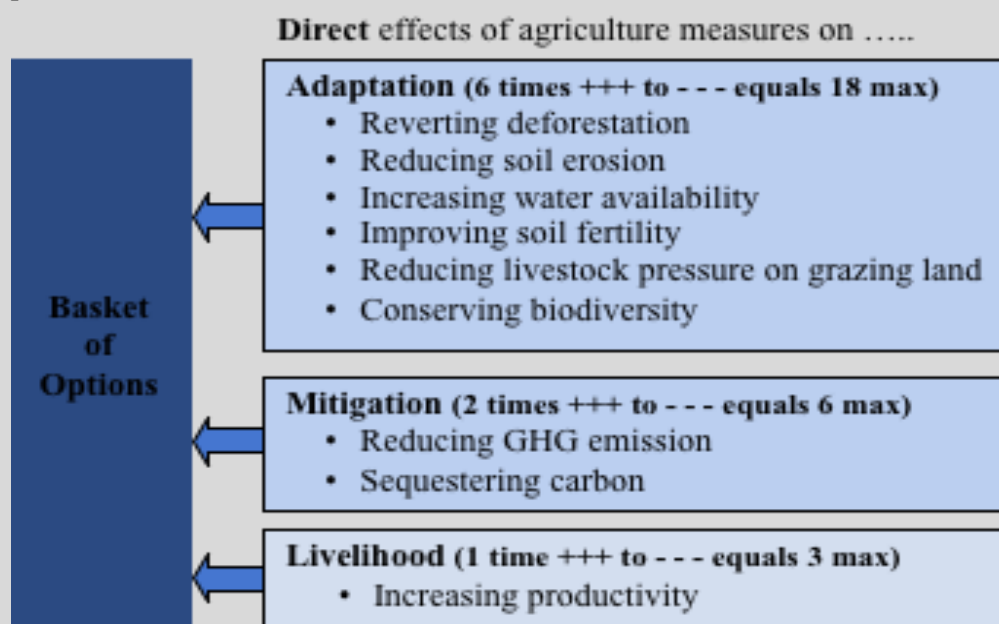 Direct effects of agriculture measures on …..
Adaptation (6 times +++ to - - - equals 18 max)
• Reverting deforestation
• Reducing soil erosion
• Increasing water availability
• Improving soil fertility
• Reducing livestock pressure on grazing land
• Conserving biodiversity
Basket
of
Options
Mitigation (2 times +++ to - - - equals 6 max)
• Reducing GHG emission
• Sequestering carbon
Livelihood (1 time +++ to - - - equals 3 max)
• Increasing productivity